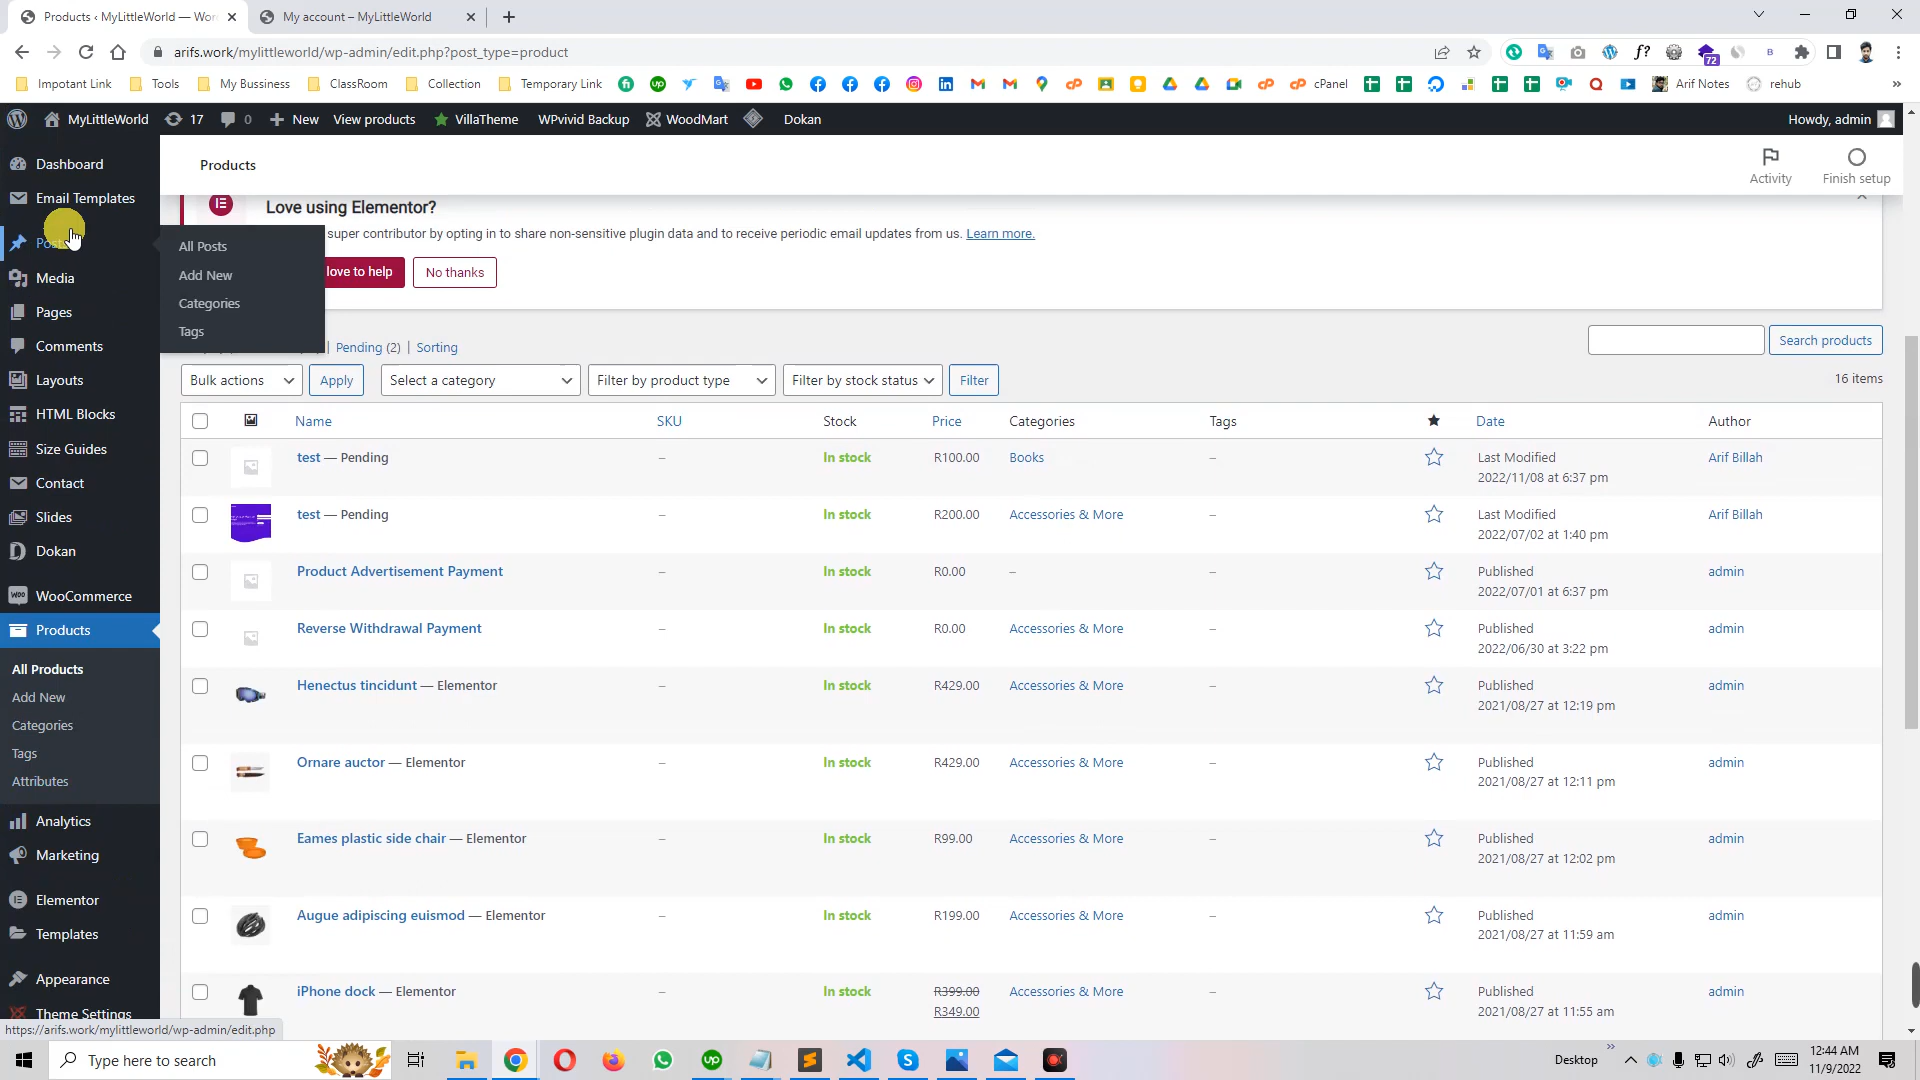 Products ‹ MyLittleWorld — Wor
My account – MyLittleWorld
arifs.work/mylittleworld/wp-admin/edit.php?post_type=product
72
Impotant Link
Tools
My Bussiness
ClassRoom
Collection
Temporary Link
cPanel
Arif Notes
rehub
MyLittleWorld
17
0
New
View products
VillaTheme
WPvivid Backup
WooMart
Dokan
Howdy, admin
Dashboard
Email Templates
Posts
Media
Pages
Comments
Layouts
HTML Blocks
Size Guides
Contact
Slides
Dokan
WooCommerce
Products
All Products
Add New
Categories
Tags
Attributes
Analytics
Marketing
Elementor
Templates
Appearance
Theme Settings
All Posts
Add New
Categories
Tags
Products
Activity
Finish setup
Love using Elementor?
super contributor by opting in to share non-sensitive plugin data and to receive periodic email updates from us. Learn more.
love to help
No thanks
| Pending (2) | Sorting
Search products
Bulk actions
Apply
Select a category
Filter by product type
Filter by stock status
Filter
16 items
Name SKU Stock Price Categories Tags Date Author
test — Pending – In stock R100.00 Books – Last Modified Arif Billah
2022/11/08 at 6:37 pm
test — Pending – In stock R200.00 Accessories & More – Last Modified Arif Billah
2022/07/02 at 1:40 pm
Product Advertisement Payment – In stock R0.00 – – Published admin
2022/07/01 at 6:37 pm
Reverse Withdrawal Payment – In stock R0.00 Accessories & More – Published admin
2022/06/30 at 3:22 pm
Henectus tincidunt — Elementor – In stock R429.00 Accessories & More – Published admin
2021/08/27 at 12:19 pm
Ornare auctor — Elementor – In stock R429.00 Accessories & More – Published admin
2021/08/27 at 12:11 pm
Eames plastic side chair — Elementor – In stock R99.00 Accessories & More – Published admin
2021/08/27 at 12:02 pm
Augue adipiscing euismod — Elementor – In stock R199.00 Accessories & More – Published admin
2021/08/27 at 11:59 am
iPhone dock — Elementor – In stock R399.00 Accessories & More – Published admin
R349.00 2021/08/27 at 11:55 am
https://arifs.work/mylittleworld/wp-admin/edit.php
Type here to search
Desktop
12:44 AM
11/9/2022